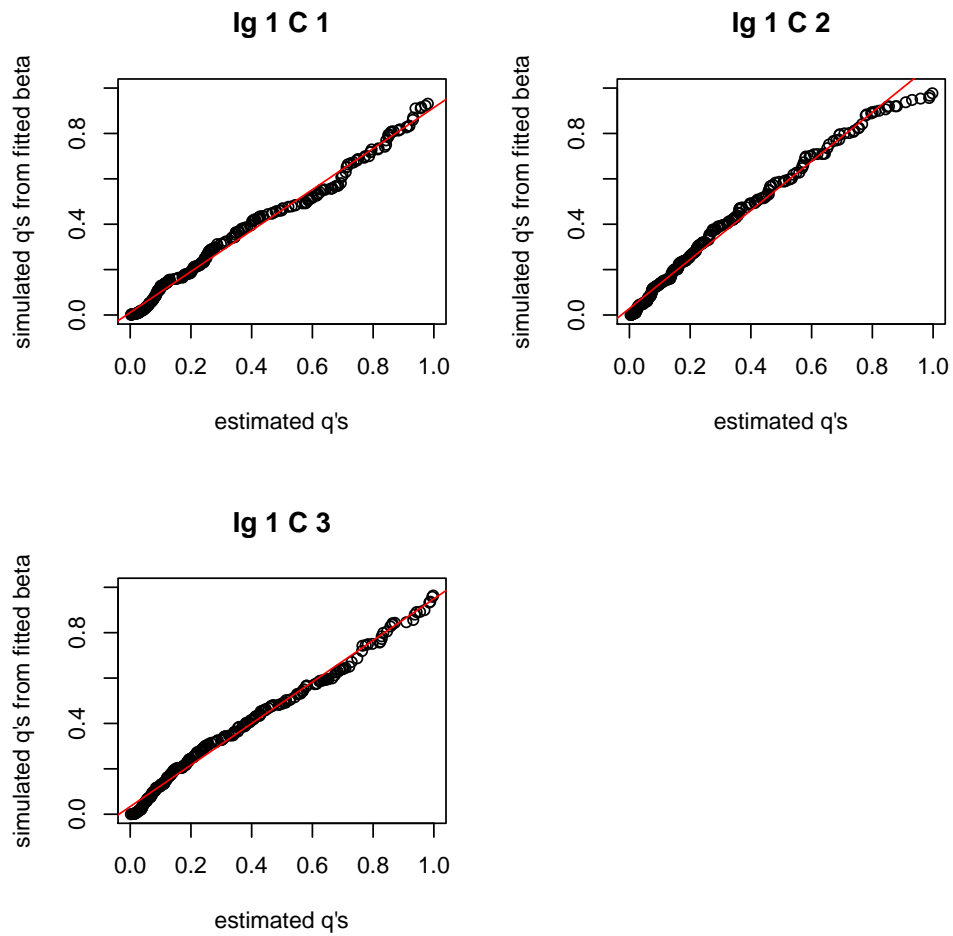 Ig 1 C 1
simulated q's from fitted beta
0.8
0.4
0.0
0.0 0.2 0.4 0.6 0.8 1.0
estimated q's
Ig 1 C 2
simulated q's from fitted beta
0.8
0.4
0.0
0.0 0.2 0.4 0.6 0.8 1.0
estimated q's
Ig 1 C 3
simulated q's from fitted beta
0.8
0.4
0.0
0.0 0.2 0.4 0.6 0.8 1.0
estimated q's